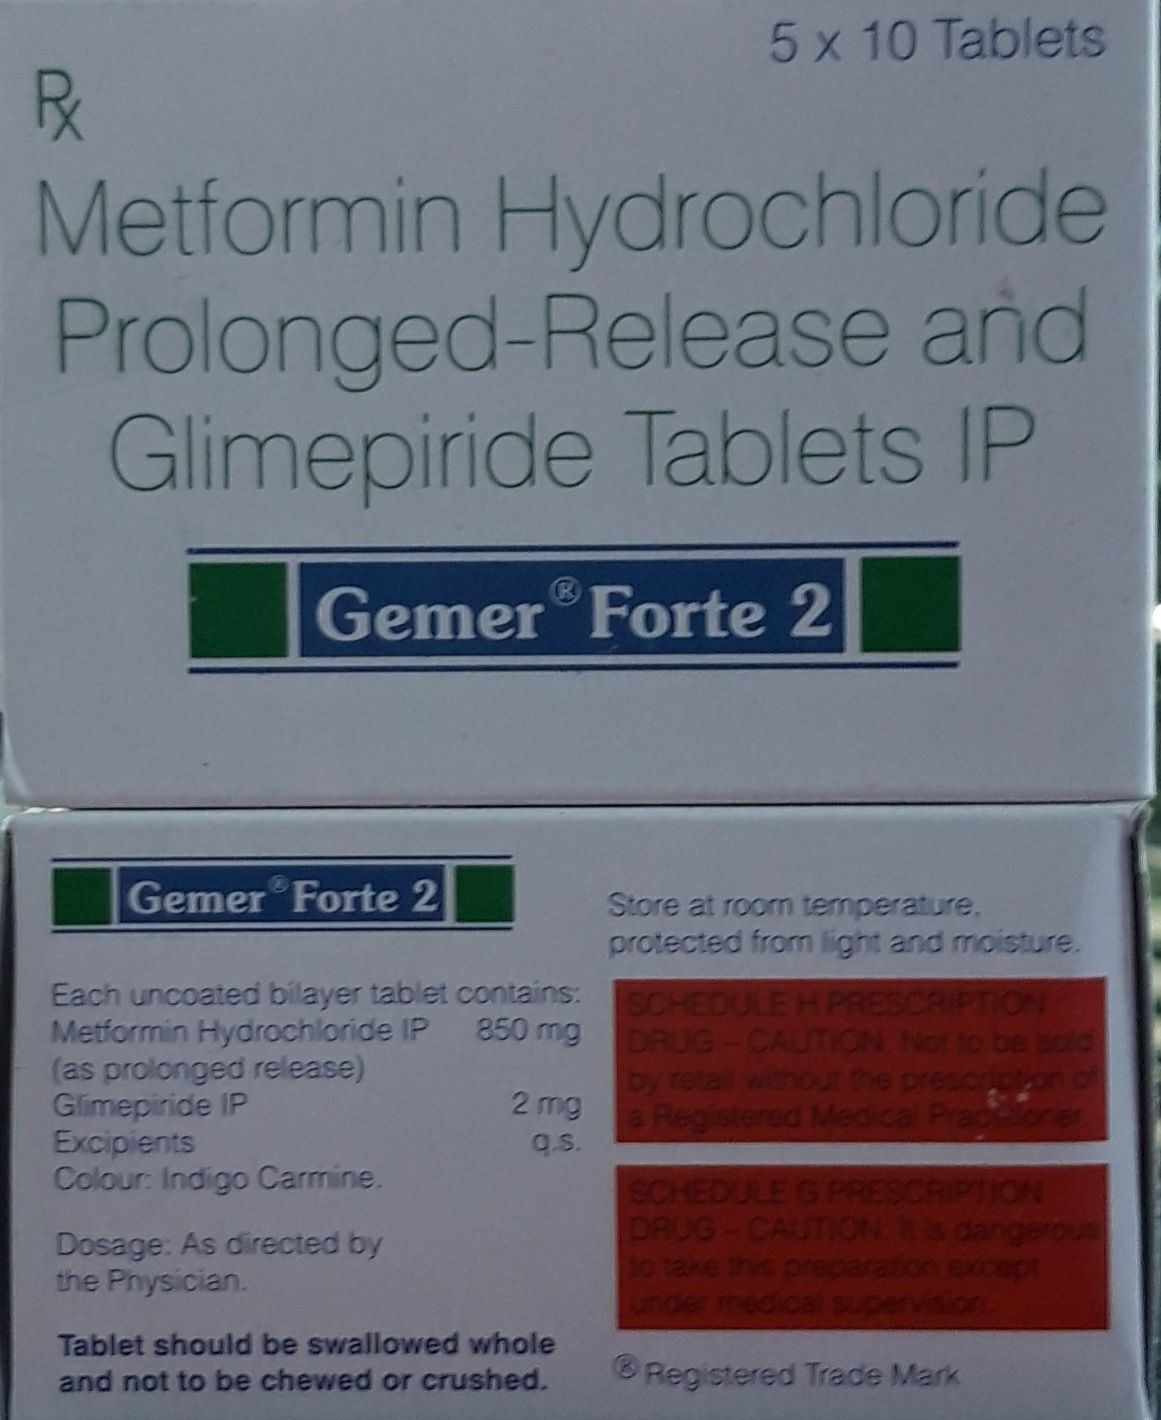 5 x 10 Tablets
Rx
Metformin Hydrochloride
Prolonged-Release and
Glimepiride Tablets IP
Gemer® Forte 2
Gemer® Forte 2
Each uncoated bilayer tablet contains:
Metformin Hydrochloride IP 850 mg
(as prolonged release)
Glimepiride IP 2 mg
Excipients q.s.
Colour: Indigo Carmine.
Dosage: As directed by
the Physician.
Tablet should be swallowed whole
and not to be chewed or crushed.
Store at room temperature,
protected from light and moisture.
SCHEDULE H PRESCRIPTION
DRUG – CAUTION: Not to be sold
by retail without the prescription of
a Registered Medical Practitioner.
SCHEDULE G PRESCRIPTION
DRUG – CAUTION: It is dangerous
to take this preparation except
under medical supervision.
® Registered Trade Mark